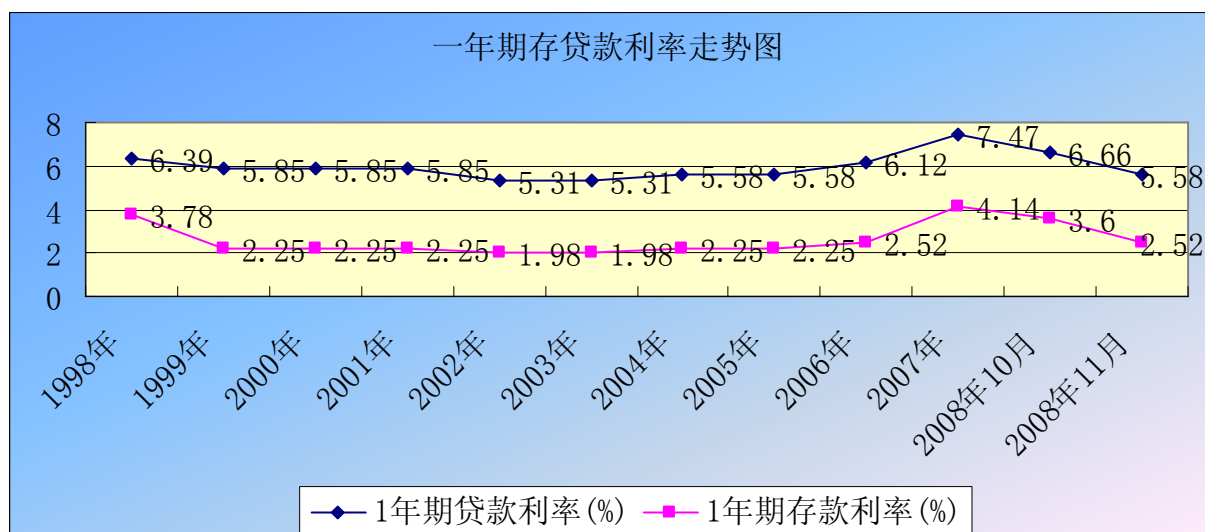 一年期存贷款利率走势图
8
6
4
2
0
6.39 5.85 5.85 5.85 5.31 5.31 5.58 5.58 6.12 7.47 6.66 5.58
3.78 2.25 2.25 2.25 1.98 1.98 2.25 2.25 2.52 4.14 3.6 2.52
1998年 1999年 2000年 2001年 2002年 2003年 2004年 2005年 2006年 2007年 2008年10月 2008年11月
1年期贷款利率(%) 1年期存款利率(%)